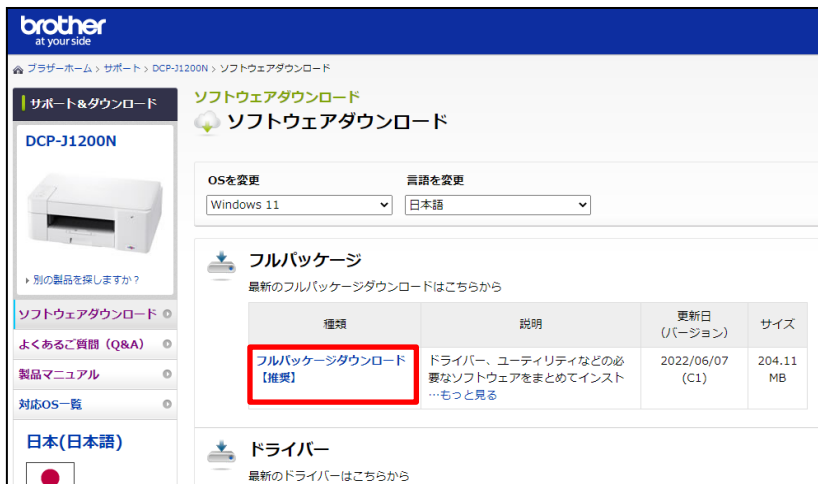 brother
at your side
ブラザーホーム › サポート › DCP-J1200N › ソフトウェアダウンロード
サポート&ダウンロード
DCP-J1200N
別の製品を探しますか？
ソフトウェアダウンロード
よくあるご質問（Q&A）
製品マニュアル
対応OS一覧
日本(日本語)
ソフトウェアダウンロード
ソフトウェアダウンロード
OSを変更 言語を変更
Windows 11 日本語
フルパッケージ
最新のフルパッケージダウンロードはこちらから
種類 説明 更新日 サイズ
（バージョン）
フルパッケージダウンロード ドライバー、ユーティリティなどの必 2022/06/07 204.11
【推奨】 要なソフトウェアをまとめてインスト (C1) MB
…もっと見る
ドライバー
最新のドライバーはこちらから